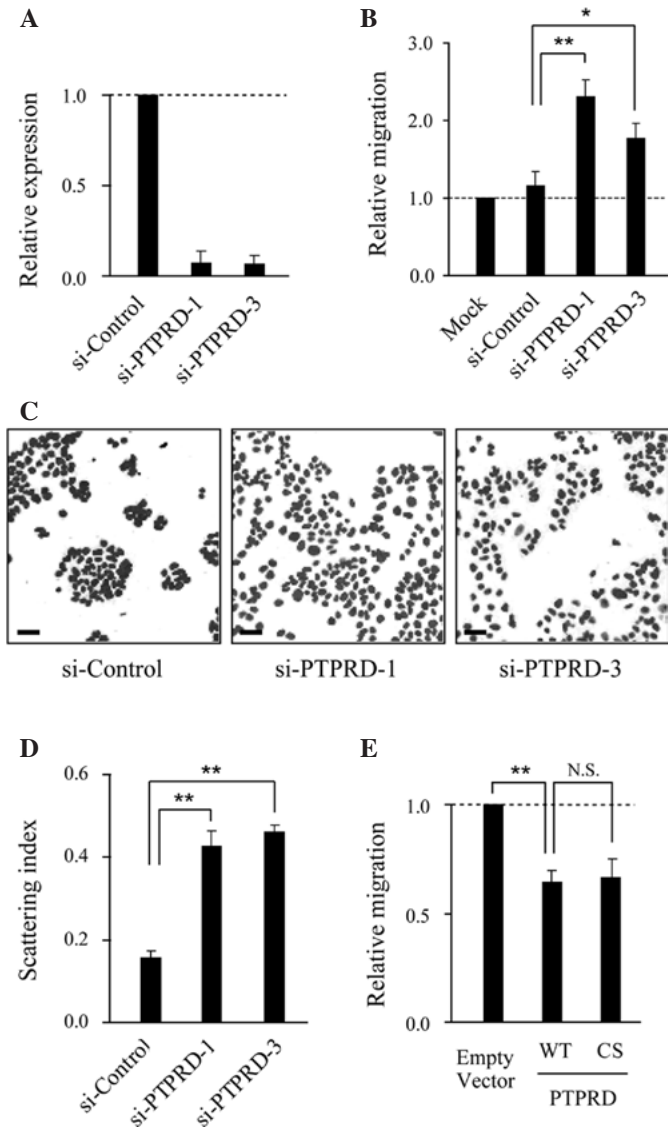 A
Relative expression
1.0
0.5
0.0
si-Control
si-PTPRD-1
si-PTPRD-3
B
Relative migration
3.0
2.0
1.0
0.0
*
**
Mock
si-Control
si-PTPRD-1
si-PTPRD-3
C
si-Control
si-PTPRD-1
si-PTPRD-3
D
Scattering index
0.6
0.4
0.2
0.0
**
**
si-Control
si-PTPRD-1
si-PTPRD-3
E
Relative migration
1.0
0.5
0.0
**
N.S.
Empty
Vector
WT
CS
PTPRD